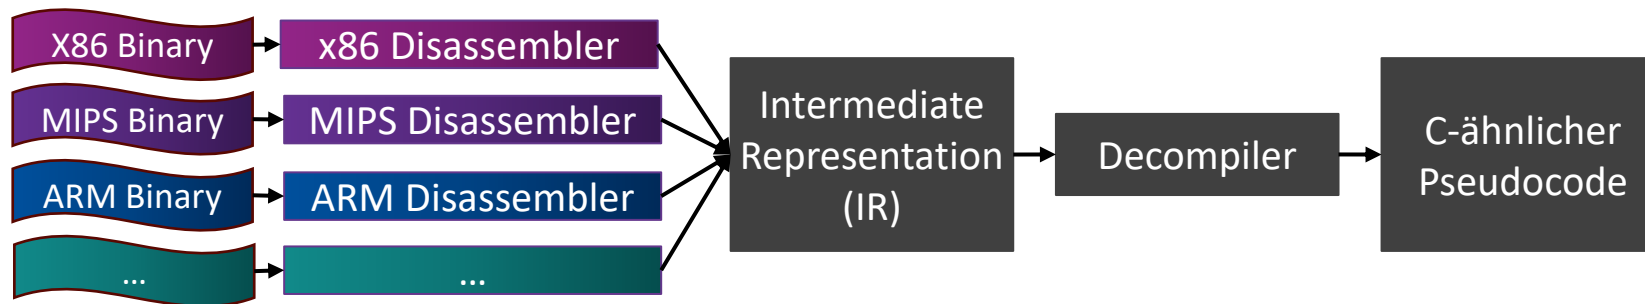 X86 Binary
x86 Disassembler
MIPS Binary
MIPS Disassembler
ARM Binary
ARM Disassembler
...
...
Intermediate
Representation
(IR)
Decompiler
C-ähnlicher
Pseudocode